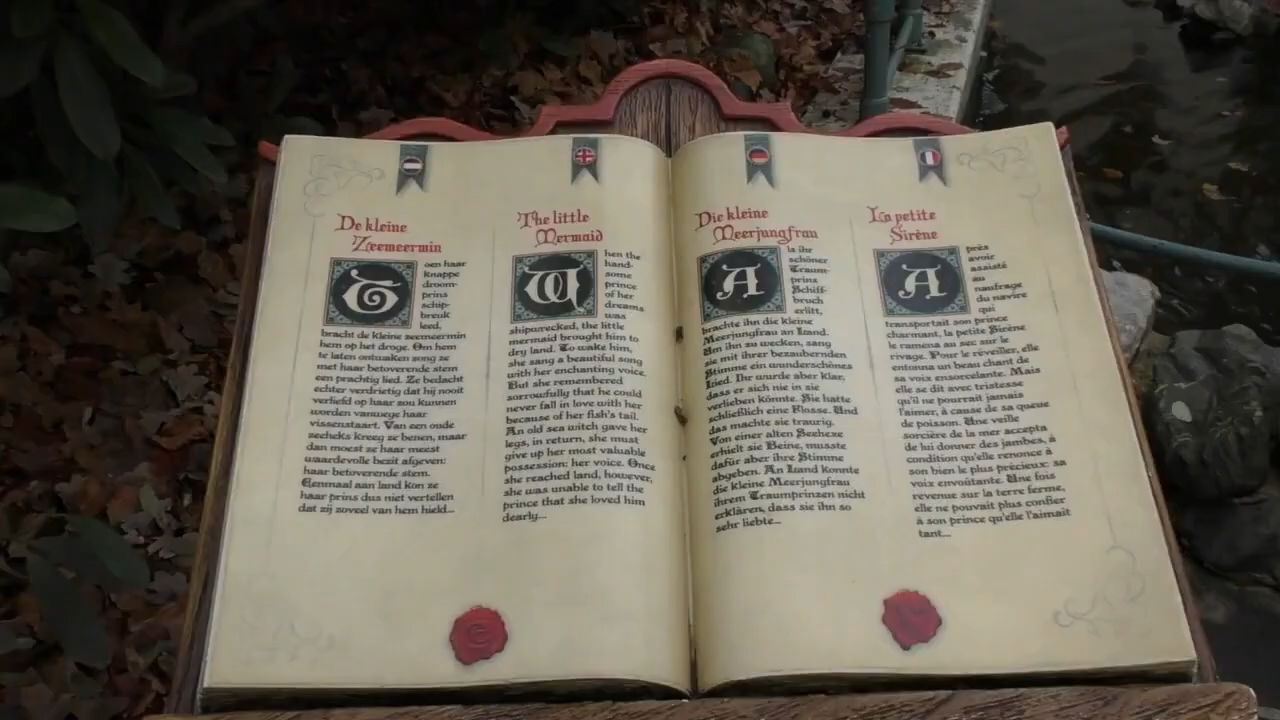 De kleine
Zeemeermin
Toen haar
knappe
droom-
prins
schip-
breuk
leed,
bracht de kleine zeemeermin
hem op het droge. Om hem
te laten ontwaken zong ze
met haar betoverende stem
een prachtig lied. Ze bedacht
echter verdrietig dat hij nooit
verliefd op haar zou kunnen
worden vanwege haar
vissenstaart. Van een oude
zeeheks kreeg ze benen, maar
dan moest ze haar meest
waardevolle bezit afgeven:
haar betoverende stem.
Eenmaal aan land kon ze
haar prins dus niet vertellen
dat zij zoveel van hem hield...
The little
Mermaid
When the
hand-
some
prince
of her
dreams
was
shipwrecked, the little
mermaid brought him to
dry land. To wake him,
she sang a beautiful song
with her enchanting voice.
But she remembered
sorrowfully that he could
never fall in love with her
because of her fish's tail.
An old sea witch gave her
legs, in return, she must
give up her most valuable
possession: her voice. Once
she reached land, however,
she was unable to tell the
prince that she loved him
dearly...
Die kleine
Meerjungfrau
Als ihr
schöner
Traum-
prinz
Schiff-
bruch
erlitt,
brachte ihn die kleine
Meerjungfrau an Land.
Um ihn zu wecken, sang
sie mit ihrer bezaubernden
Stimme ein wunderschönes
Lied. Ihr wurde aber klar,
dass er sich nie in sie
verlieben könnte. Sie hatte
schließlich eine Flosse. Und
das machte sie traurig.
Von einer alten Seehexe
erhielt sie Beine, musste
dafür aber ihre Stimme
abgeben. An Land konnte
die kleine Meerjungfrau
ihrem Traumprinzen nicht
erklären, dass sie ihn so
sehr liebte...
La petite
Sirène
Après
avoir
assisté
au
naufrage
du navire
qui
transportait son prince
charmant, la petite Sirène
le ramena au sec sur le
rivage. Pour le réveiller, elle
entonna un beau chant de
sa voix ensorcelante. Mais
elle se dit avec tristesse
qu'il ne pourrait jamais
l'aimer, à cause de sa queue
de poisson. Une veille
sorcière de la mer accepta
de lui donner des jambes, à
condition qu'elle renonce à
son bien le plus précieux: sa
voix envoûtante. Une fois
revenue sur la terre ferme,
elle ne pouvait plus confier
à son prince qu'elle l'aimait
tant...